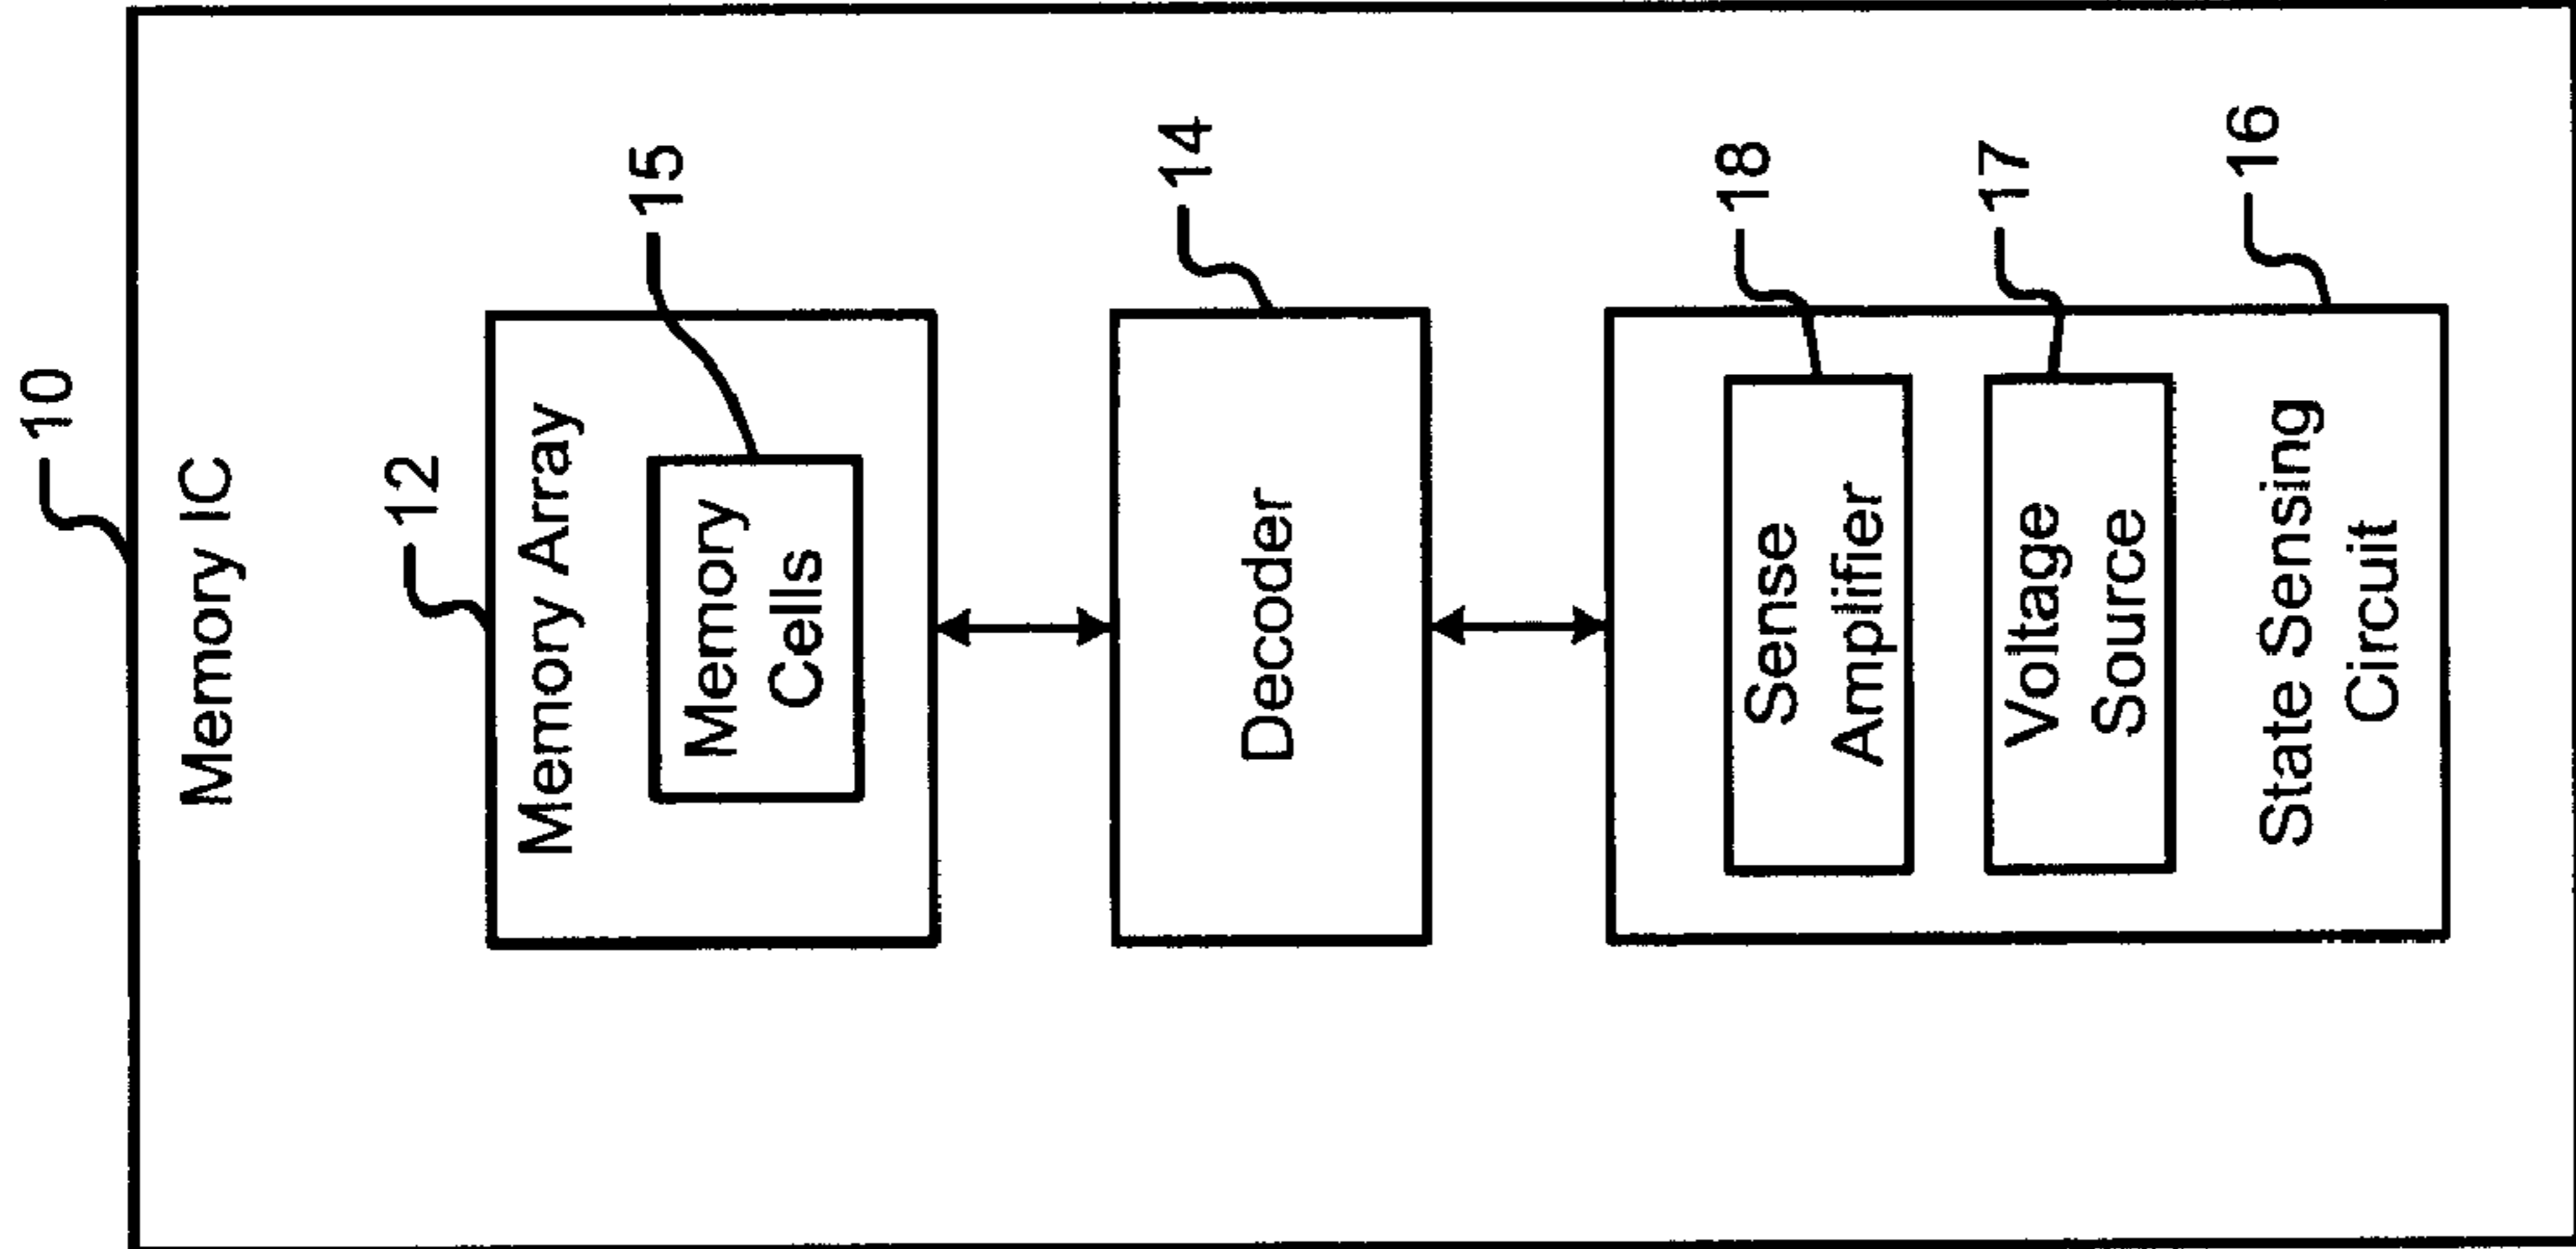 10
Memory IC
12
Memory Array
15
Memory
Cells
14
Decoder
18
Sense
Amplifier
17
Voltage
Source
16
State Sensing
Circuit